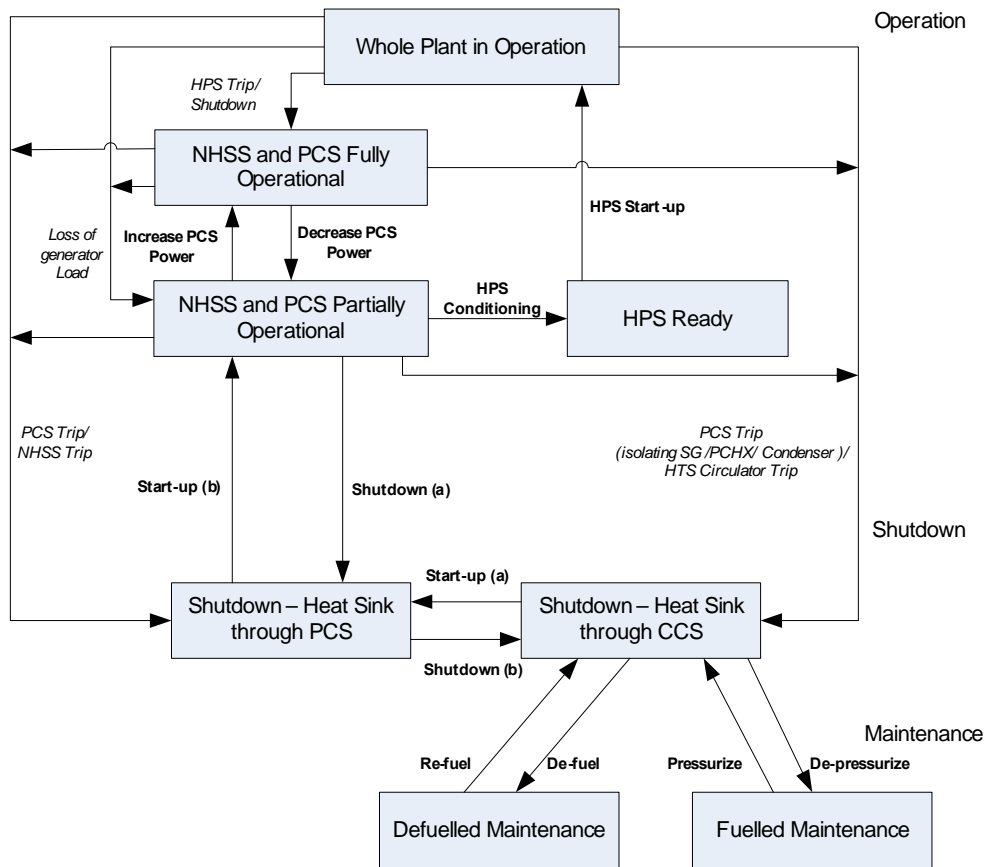 Operation
Whole Plant in Operation
HPS Trip/
Shutdown
NHSS and PCS Fully
Operational
HPS Start-up
Loss of
generator
Load
Increase PCS
Power
Decrease PCS
Power
NHSS and PCS Partially
Operational
HPS
Conditioning
HPS Ready
PCS Trip/
NHSS Trip
PCS Trip
(isolating SG /PCHX/ Condenser )/
HTS Circulator Trip
Start-up (b)
Shutdown (a)
Shutdown
Start-up (a)
Shutdown – Heat Sink
through PCS
Shutdown – Heat Sink
through CCS
Shutdown (b)
Maintenance
Re-fuel
De-fuel
Pressurize
De-pressurize
Defuelled Maintenance
Fuelled Maintenance